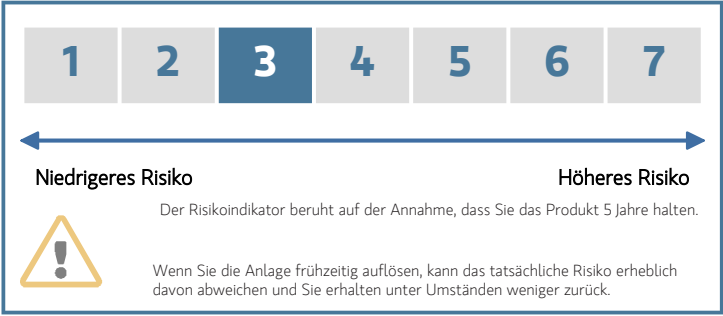 1 2 3 4 5 6 7
Niedrigeres Risiko Höheres Risiko
Der Risikoindikator beruht auf der Annahme, dass Sie das Produkt 5 Jahre halten.
Wenn Sie die Anlage frühzeitig auflösen, kann das tatsächliche Risiko erheblich
davon abweichen und Sie erhalten unter Umständen weniger zurück.